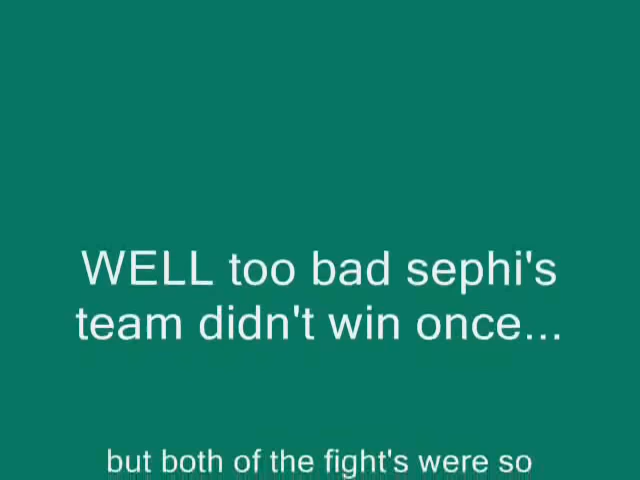 WELL too bad sephi's
team didn't win once...
but both of the fight's were so